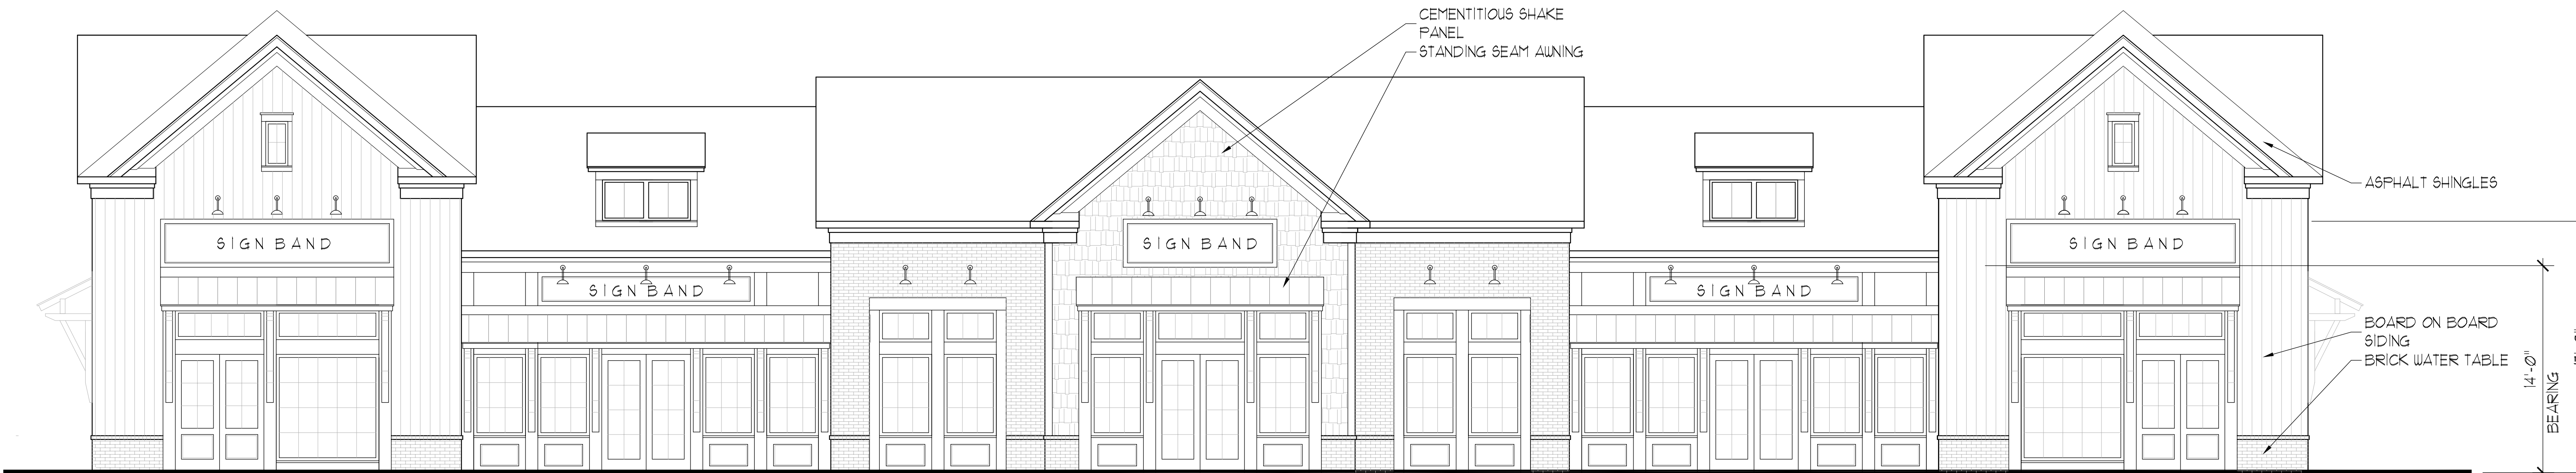 CEMENTITIOUS SHAKE
PANEL
STANDING SEAM AWNING
ASPHALT SHINGLES
SIGN BAND
SIGN BAND
SIGN BAND
SIGN BAND
SIGN BAND
BOARD ON BOARD
SIDING
BRICK WATER TABLE
14'-0"
BEARING